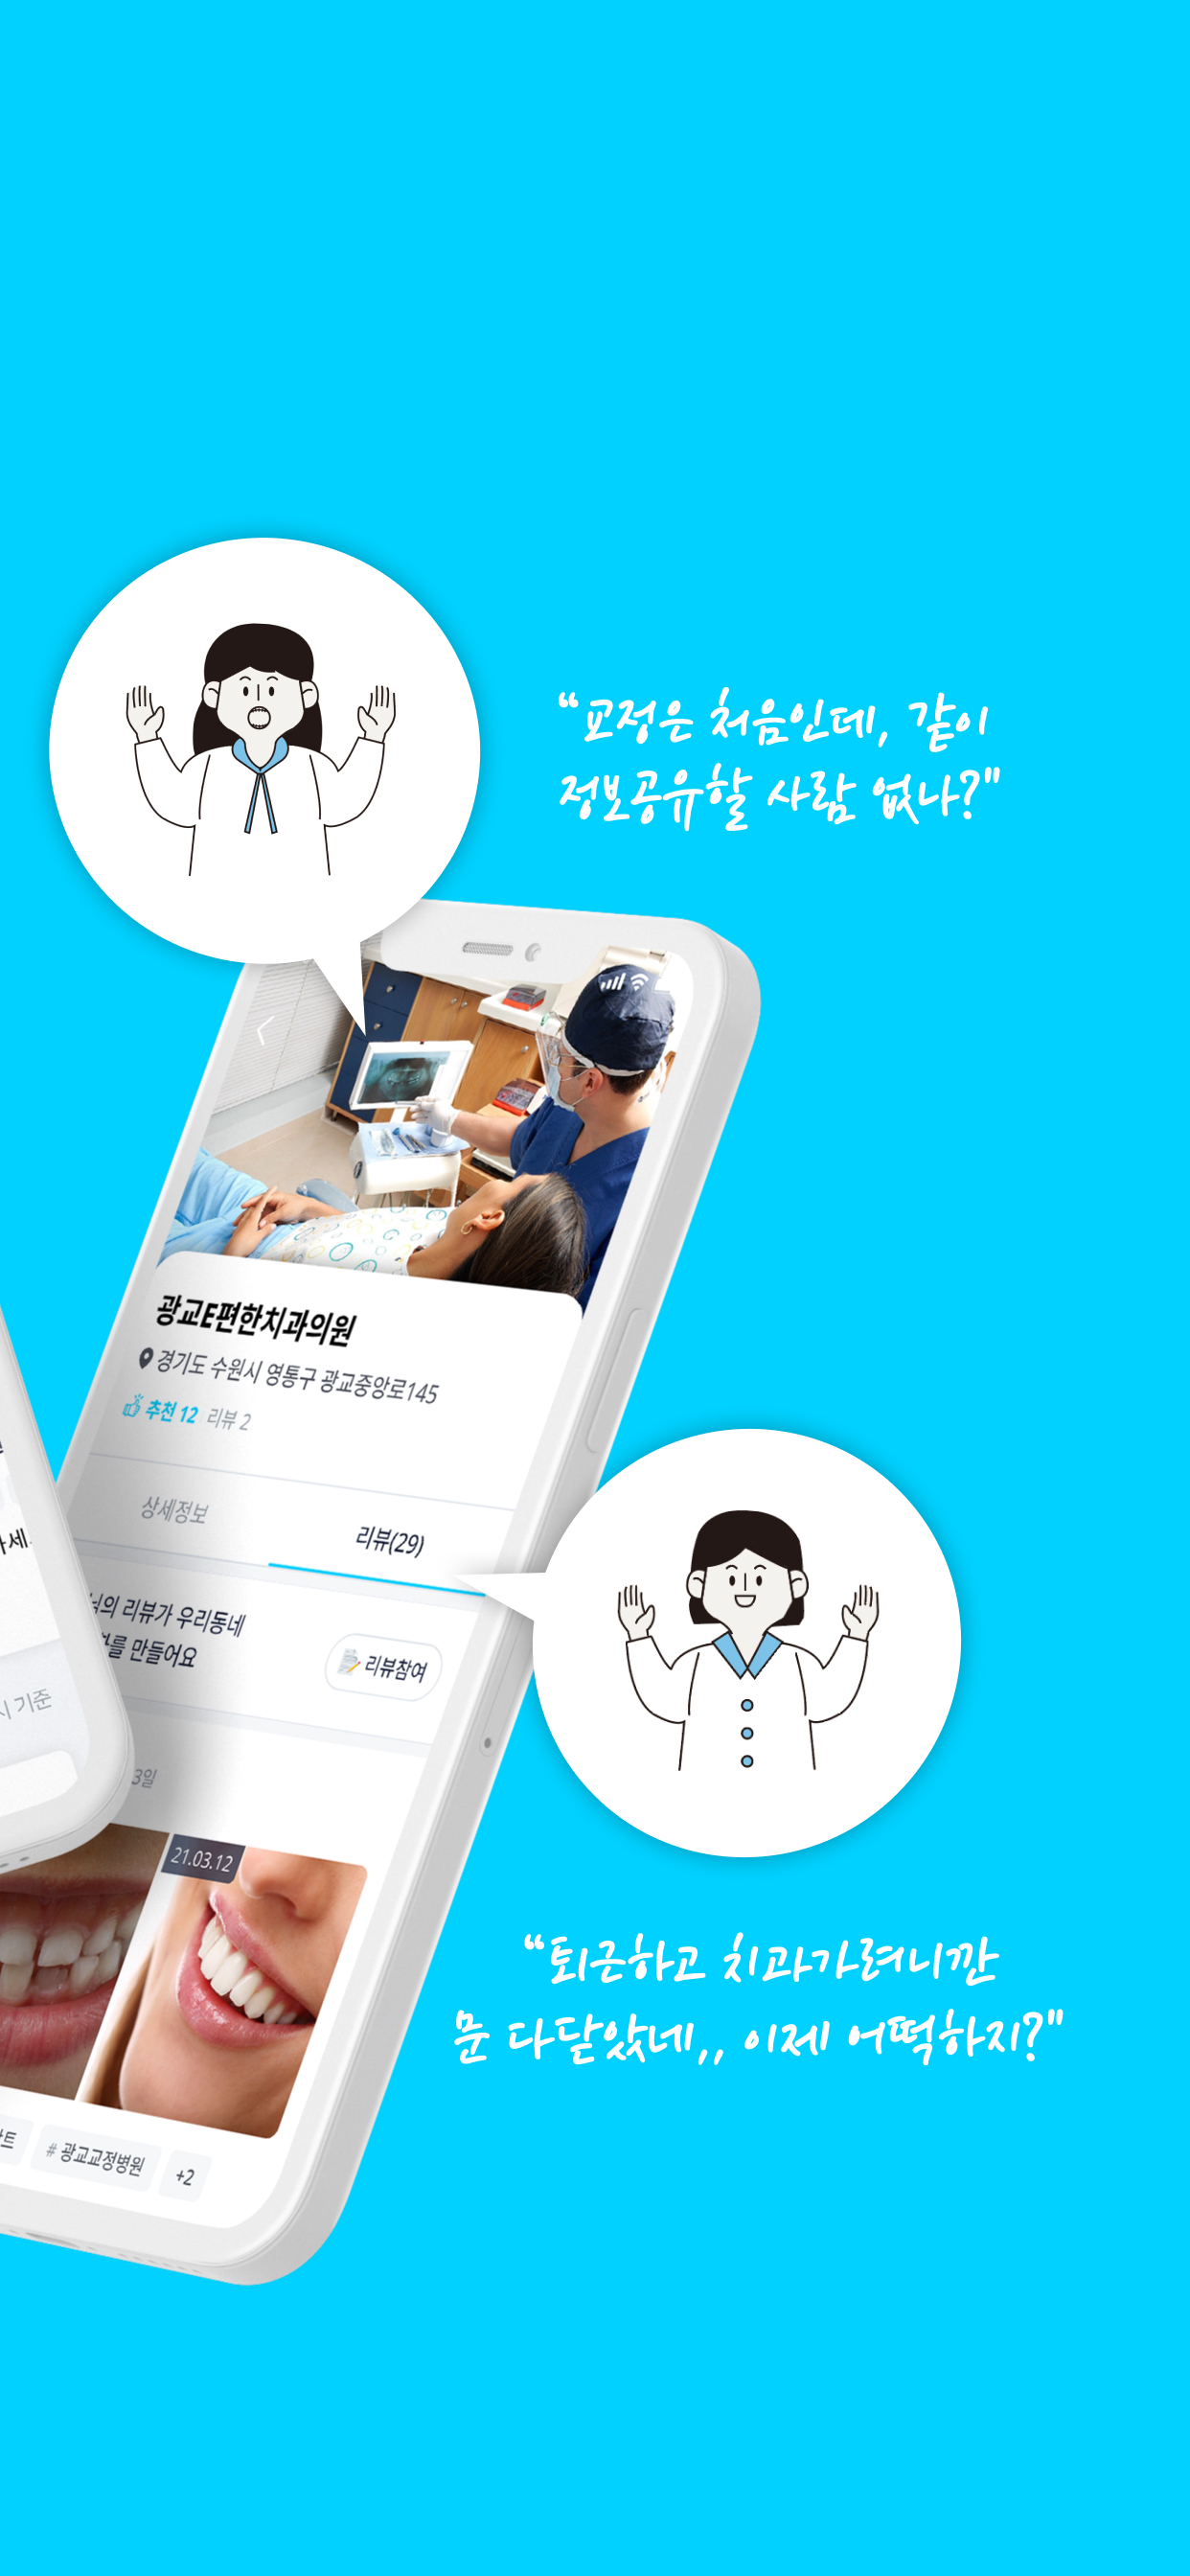 “교정은 처음인데, 같이
정보공유할 사람 없나?"
광교E편한치과의원
경기도 수원시 영통구 광교중앙로145
추천 12 리뷰 2
상세정보
리뷰(29)
님의 리뷰가 우리동네
를 만들어요
리뷰참여
시 기준
3일
21.03.12
“퇴근하고 치과가려니깐
문 다닫았네,, 이제 어떡하지?"
# 광교교정병원
+2